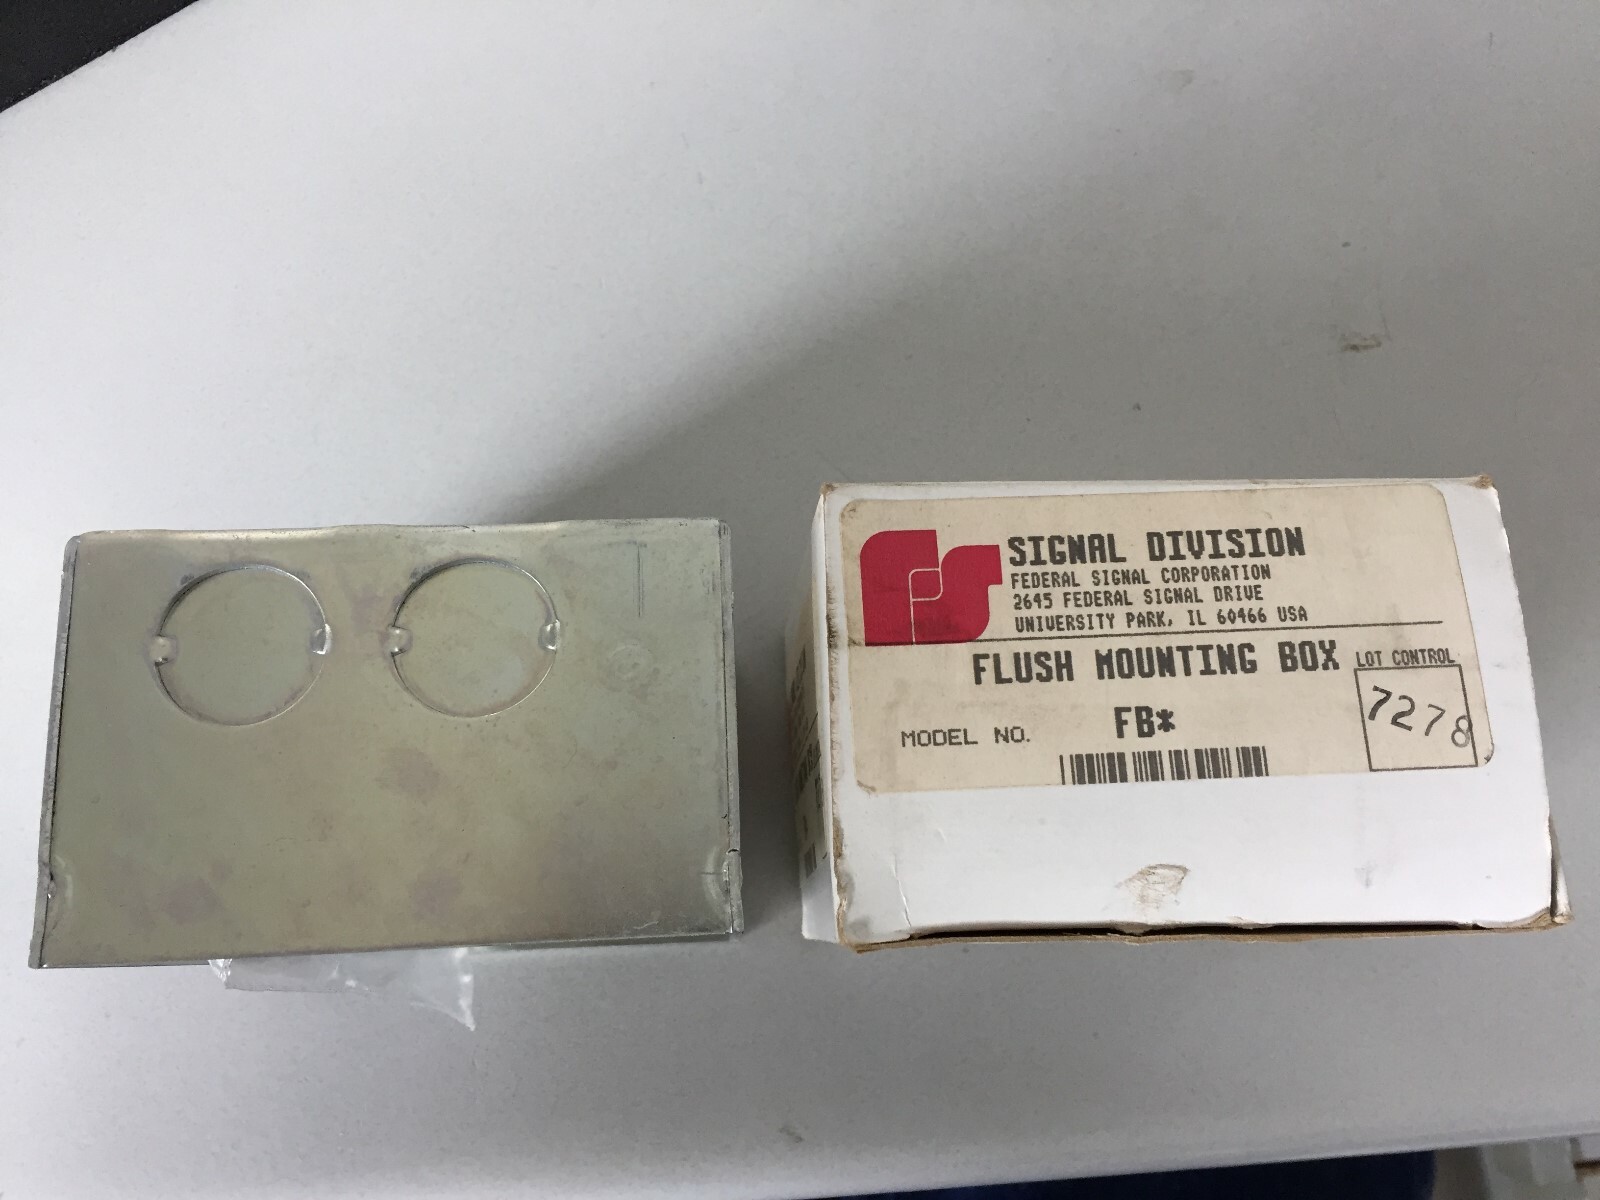 SIGNAL DIVISION
FEDERAL SIGNAL CORPORATION
2645 FEDERAL SIGNAL DRIVE
UNIVERSITY PARK, IL 60466 USA
FLUSH MOUNTING BOX
LOT CONTROL
7278
MODEL NO. FB*